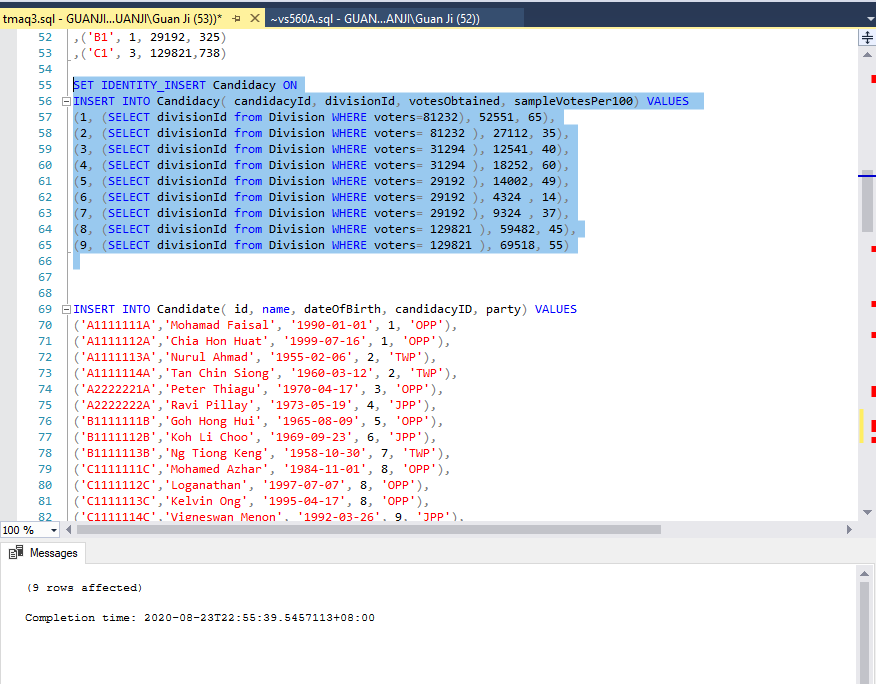 tmaq3.sql - GUANJI...UANJI\Guan Ji (53))* ~vs560A.sql - GUAN...ANJI\Guan Ji (52))
52 ,('B1', 1, 29192, 325)
53 ,('C1', 3, 129821,738)
54
55 SET IDENTITY_INSERT Candidacy ON
56 INSERT INTO Candidacy( candidacyId, divisionId, votesObtained, sampleVotesPer100) VALUES
57 (1, (SELECT divisionId from Division WHERE voters=81232), 52551, 65),
58 (2, (SELECT divisionId from Division WHERE voters= 81232 ), 27112, 35),
59 (3, (SELECT divisionId from Division WHERE voters= 31294 ), 12541, 40),
60 (4, (SELECT divisionId from Division WHERE voters= 31294 ), 18252, 60),
61 (5, (SELECT divisionId from Division WHERE voters= 29192 ), 14002, 49),
62 (6, (SELECT divisionId from Division WHERE voters= 29192 ), 4324 , 14),
63 (7, (SELECT divisionId from Division WHERE voters= 29192 ), 9324 , 37),
64 (8, (SELECT divisionId from Division WHERE voters= 129821 ), 59482, 45),
65 (9, (SELECT divisionId from Division WHERE voters= 129821 ), 69518, 55)
66
67
68
69 INSERT INTO Candidate( id, name, dateOfBirth, candidacyID, party) VALUES
70 ('A1111111A','Mohamad Faisal', '1990-01-01', 1, 'OPP'),
71 ('A1111112A','Chia Hon Huat', '1999-07-16', 1, 'OPP'),
72 ('A1111113A','Nurul Ahmad', '1955-02-06', 2, 'TWP'),
73 ('A1111114A','Tan Chin Siong', '1960-03-12', 2, 'TWP'),
74 ('A2222221A','Peter Thiagu', '1970-04-17', 3, 'OPP'),
75 ('A2222222A','Ravi Pillay', '1973-05-19', 4, 'JPP'),
76 ('B1111111B','Goh Hong Hui', '1965-08-09', 5, 'OPP'),
77 ('B1111112B','Koh Li Choo', '1969-09-23', 6, 'JPP'),
78 ('B1111113B','Ng Tiong Keng', '1958-10-30', 7, 'TWP'),
79 ('C1111111C','Mohamed Azhar', '1984-11-01', 8, 'OPP'),
80 ('C1111112C','Loganathan', '1997-07-07', 8, 'OPP'),
81 ('C1111113C','Kelvin Ong', '1995-04-17', 8, 'OPP'),
82 ('C1111114C','Vigneswan Menon', '1992-03-26', 9, 'JPP'),
100 %
Messages
(9 rows affected)
Completion time: 2020-08-23T22:55:39.5457113+08:00